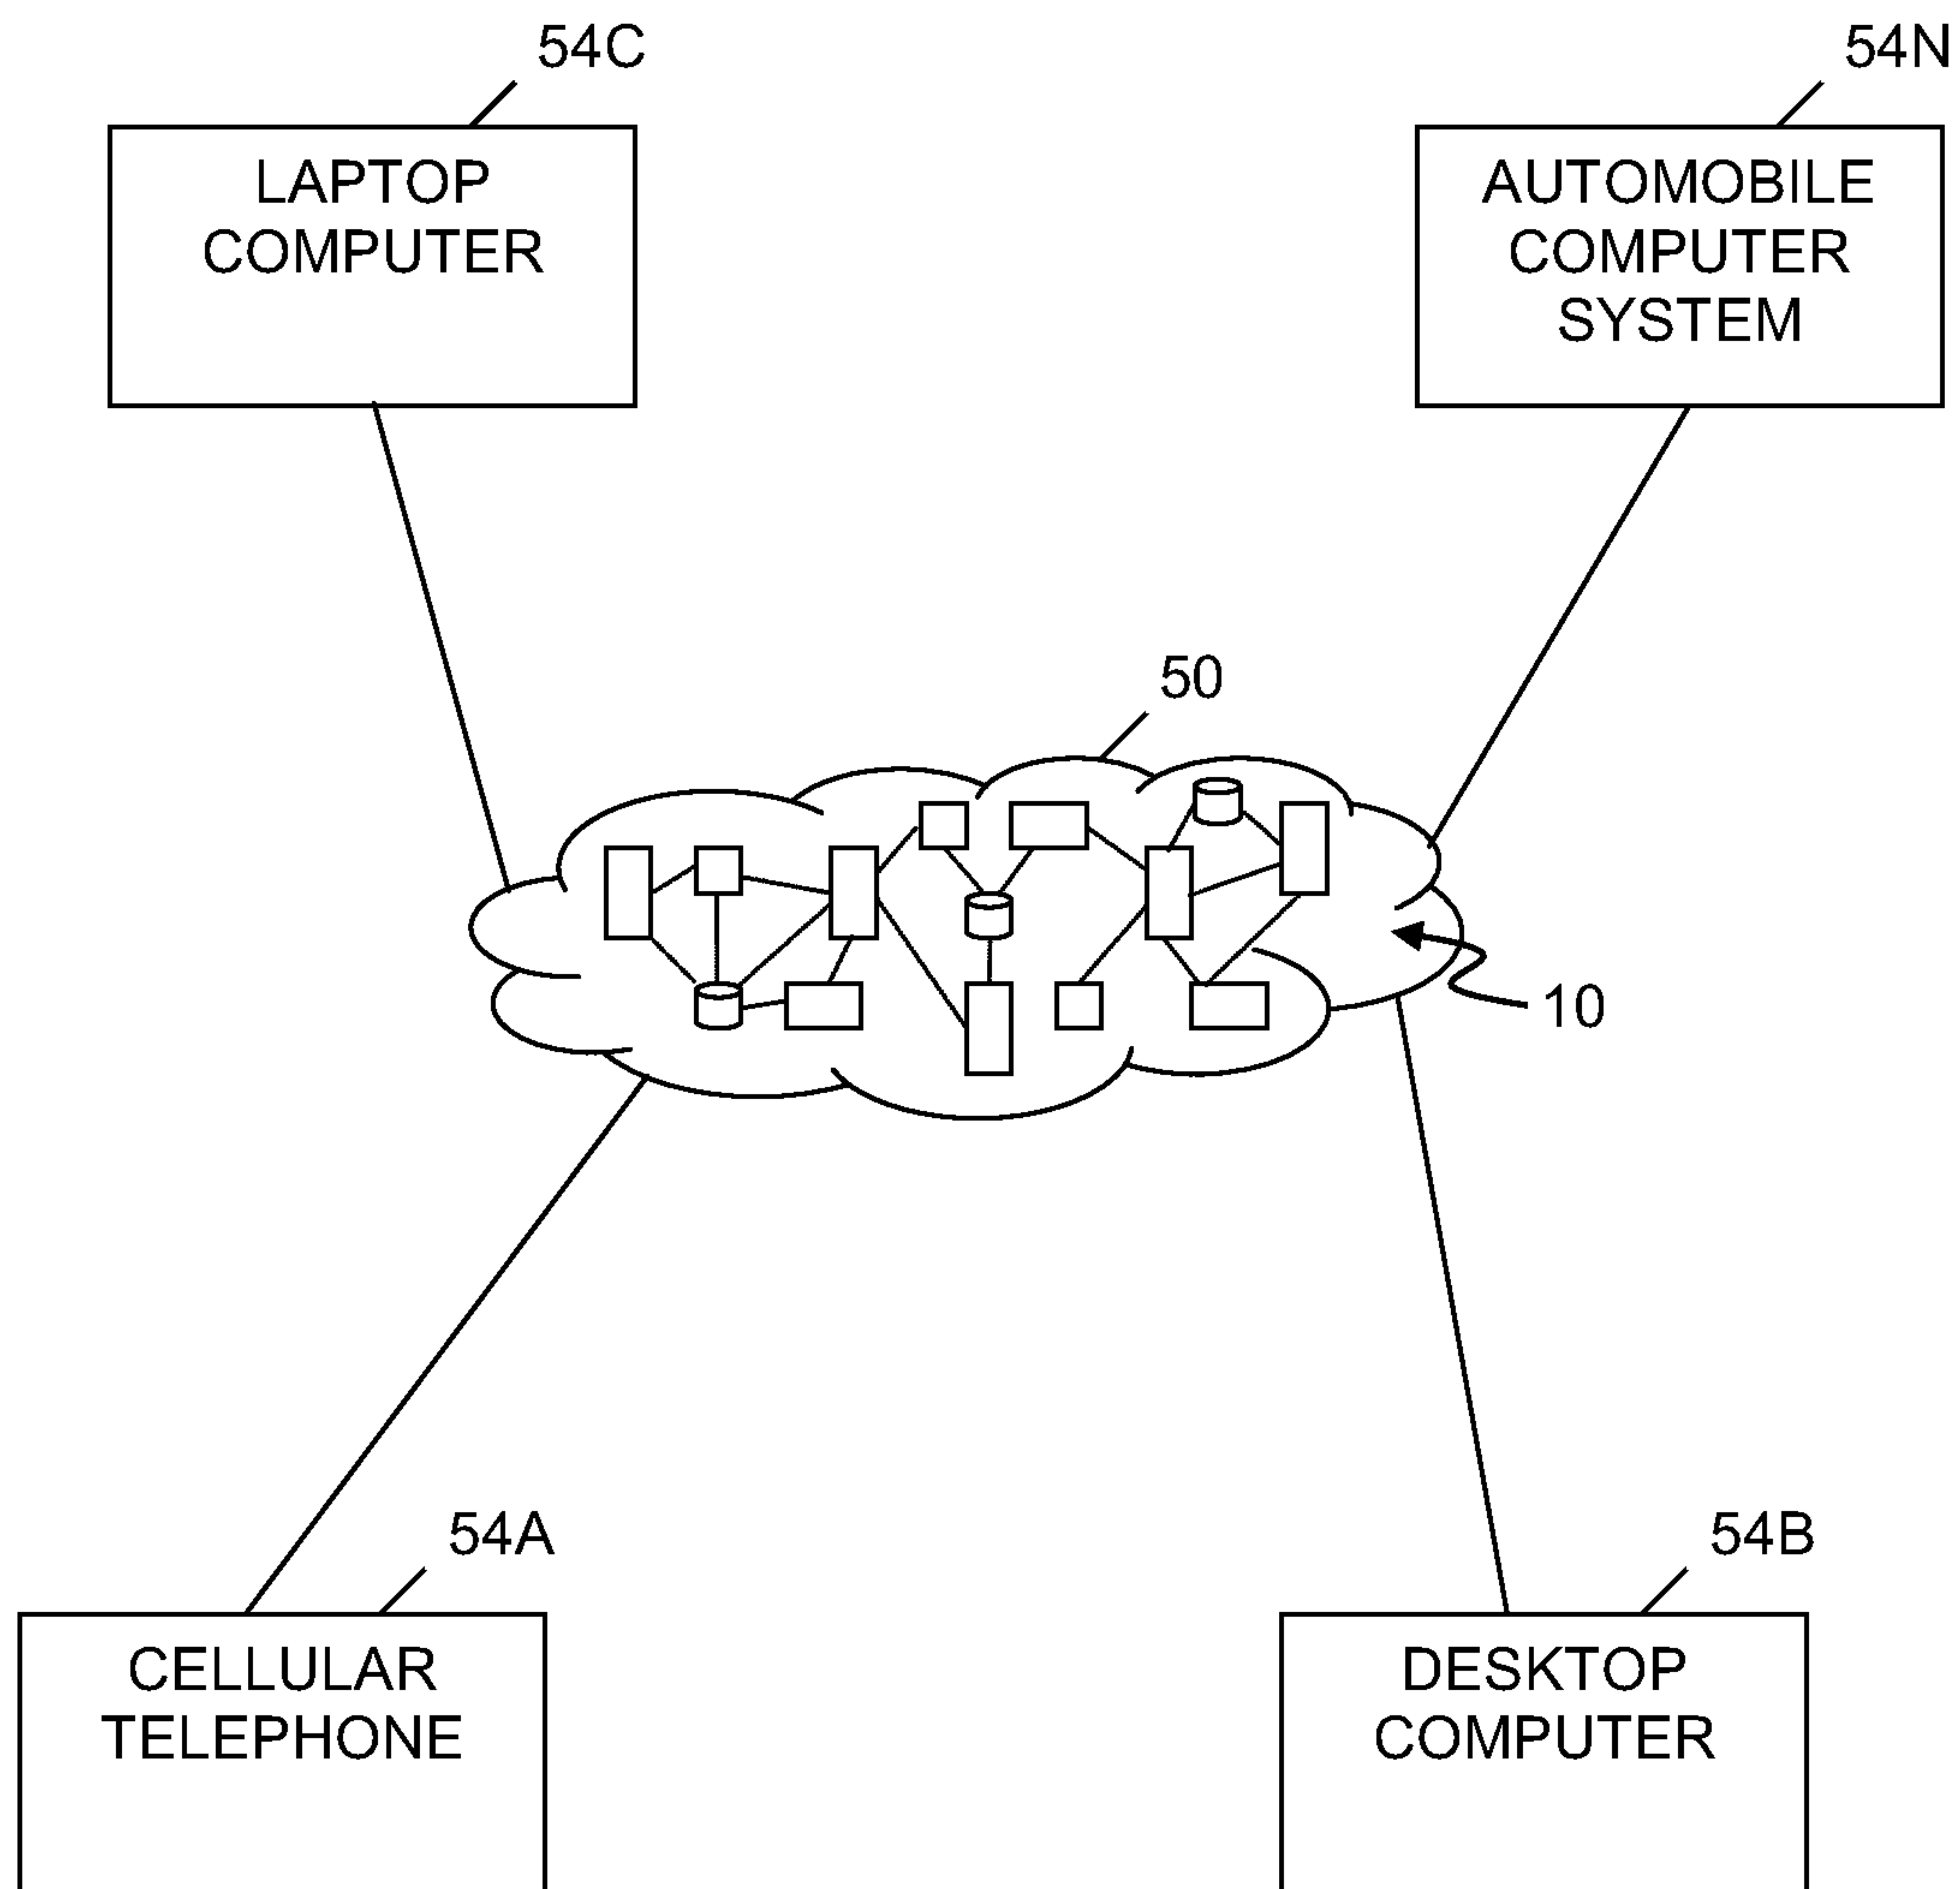 54C
54N
LAPTOP
COMPUTER
AUTOMOBILE
COMPUTER
SYSTEM
50
10
54A
54B
CELLULAR
TELEPHONE
DESKTOP
COMPUTER